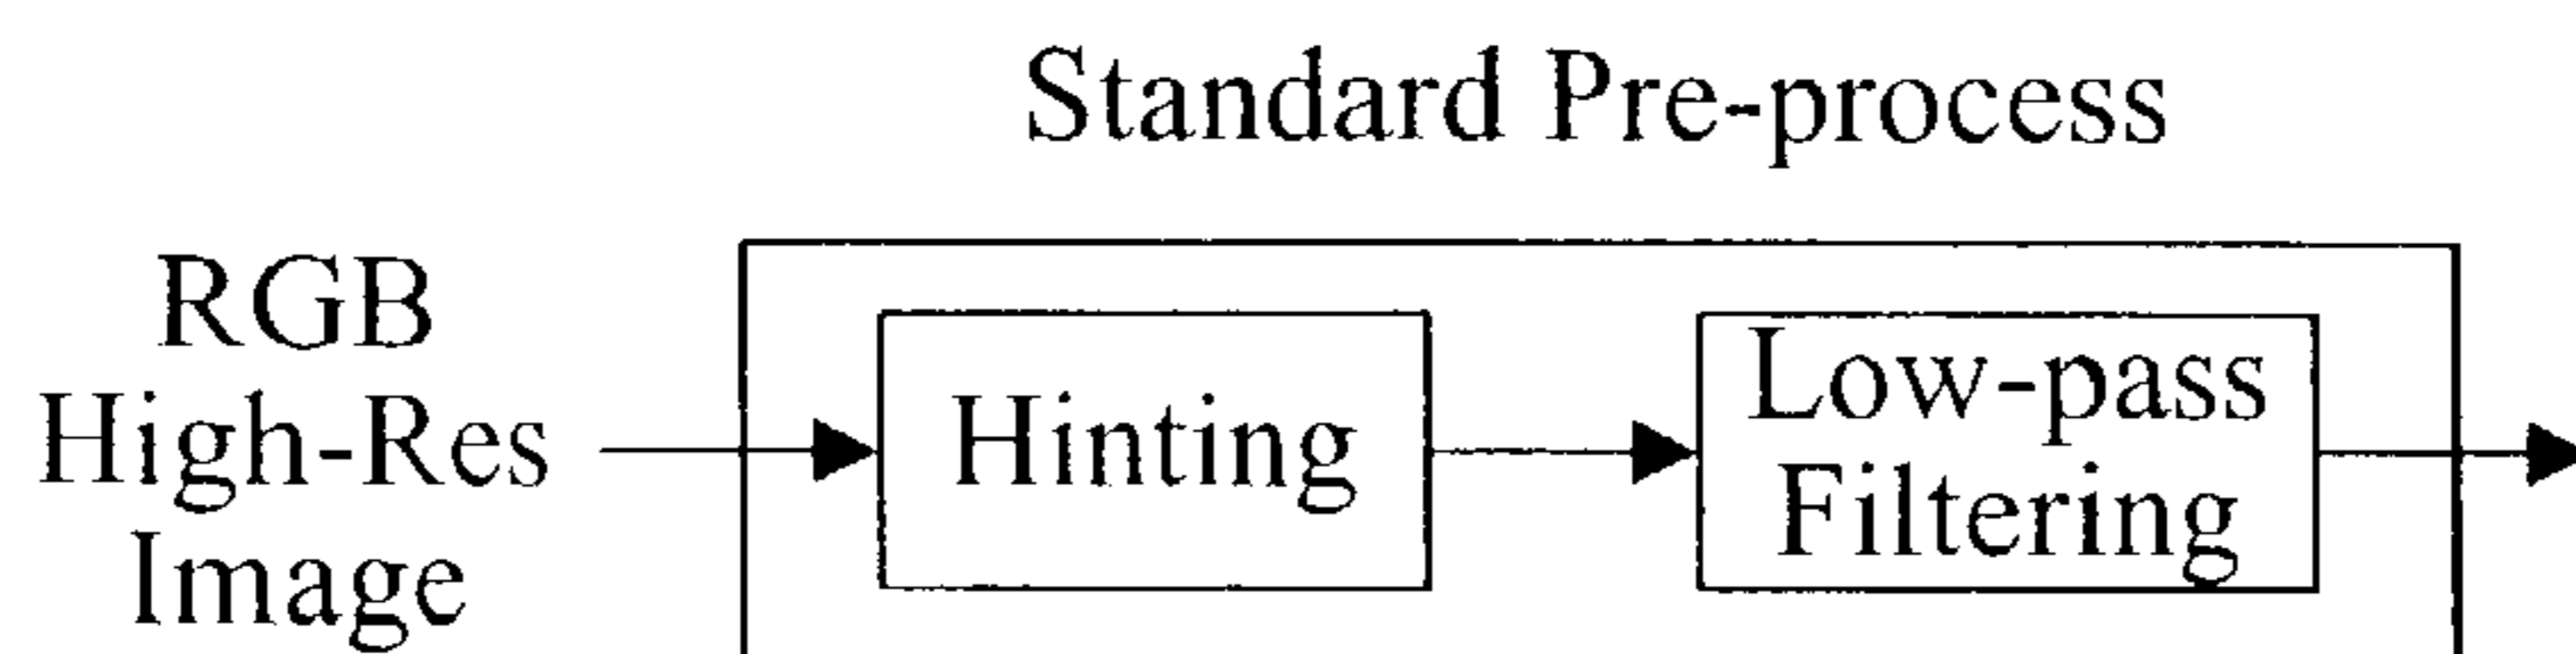 Standard Pre-process
RGB
High-Res
Image
Hinting
Low-pass
Filtering